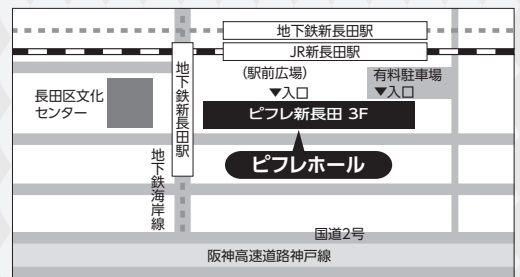 地下鉄新長田駅
JR新長田駅
地下鉄新長田駅
(駅前広場)
▼入口
有料駐車場
▼入口
長田区文化
センター
ピフレ新長田 3F
ピフレホール
地下鉄海岸線
国道2号
阪神高速道路神戸線